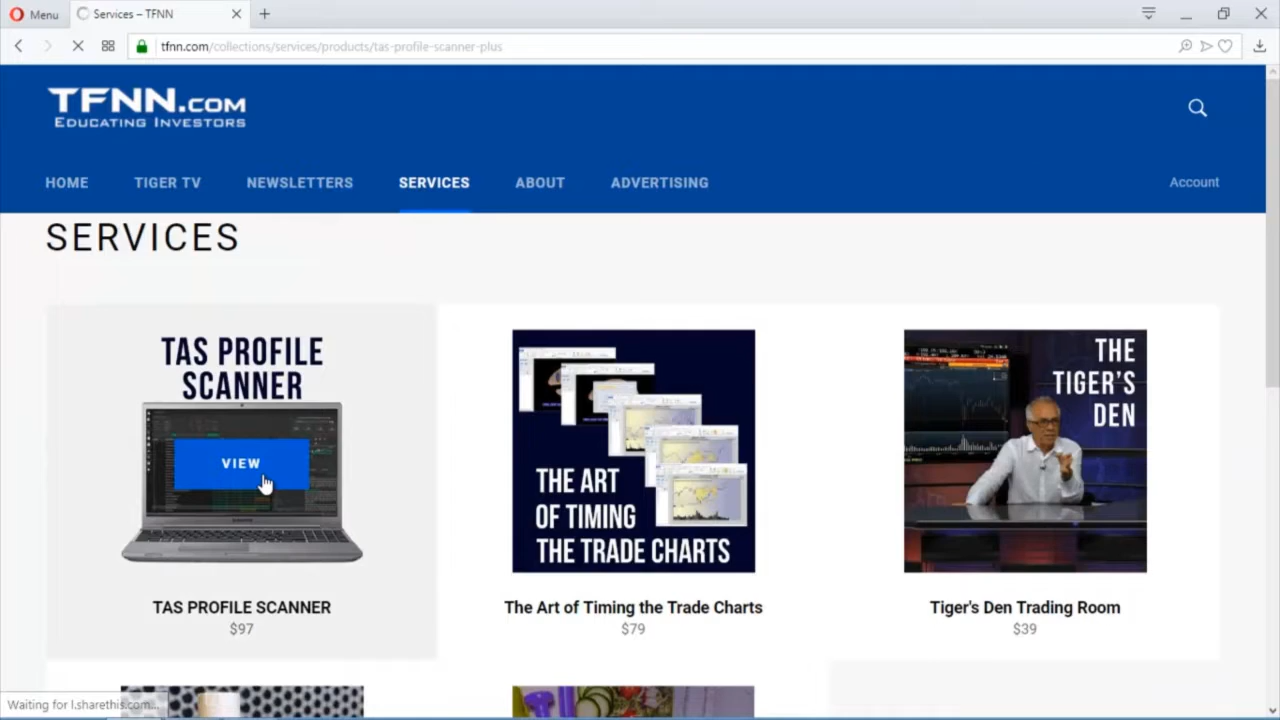 Menu
Services – TFNN
tfnn.com/collections/services/products/tas-profile-scanner-plus
TFNN.COM
EDUCATING INVESTORS
HOME TIGER TV NEWSLETTERS SERVICES ABOUT ADVERTISING Account
SERVICES
TAS PROFILE
SCANNER
VIEW
THE ART
OF TIMING
THE TRADE CHARTS
THE
TIGER'S
DEN
TAS PROFILE SCANNER
$97
The Art of Timing the Trade Charts
$79
Tiger's Den Trading Room
$39
Waiting for l.sharethis.com...